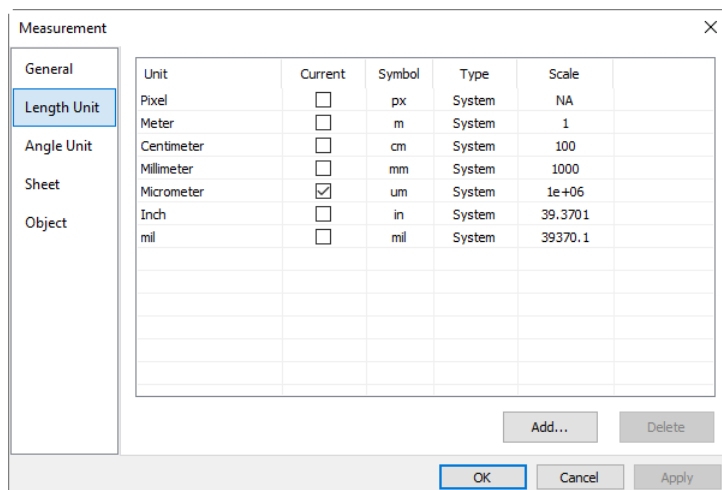 Measurement
General
Length Unit
Angle Unit
Sheet
Object
Unit Current Symbol Type Scale
Pixel px System NA
Meter m System 1
Centimeter cm System 100
Millimeter mm System 1000
Micrometer um System 1e+06
Inch in System 39.3701
mil mil System 39370.1
Add... Delete
OK Cancel Apply